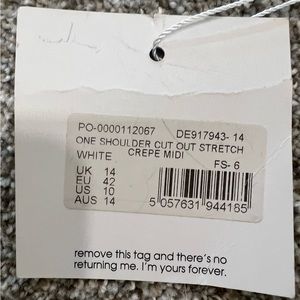 PO-0000112067 DE917943- 14
ONE SHOULDER CUT OUT STRETCH
WHITE CREPE MIDI
FS- 6
UK 14
EU 42
US 10
AUS 14
5 057631 944185
remove this tag and there's no
returning me. I'm yours forever.